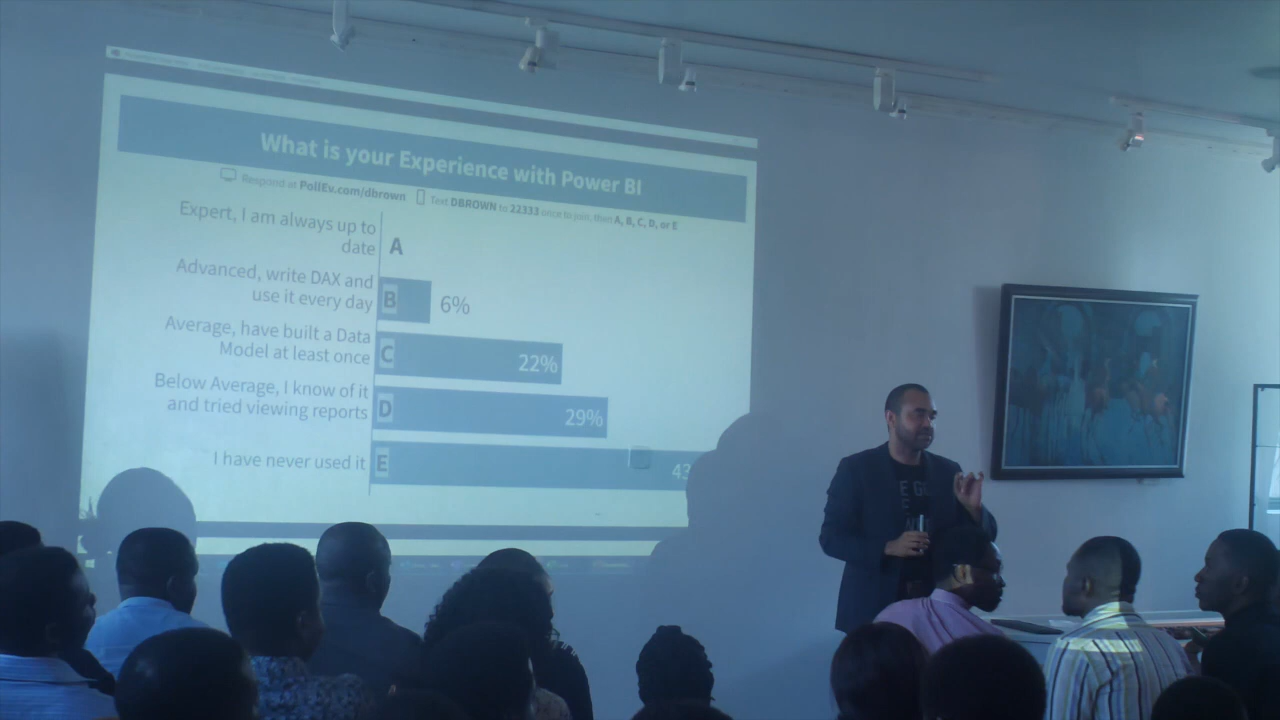 What is your Experience with Power BI
Respond at PollEv.com/dbrown Text DBROWN to 22333 once to join, then A, B, C, D, or E
Expert, I am always up to
date A
Advanced, write DAX and
use it every day B 6%
Average, have built a Data
Model at least once C 22%
Below Average, I know of it
and tried viewing reports D 29%
I have never used it E 43
E GE